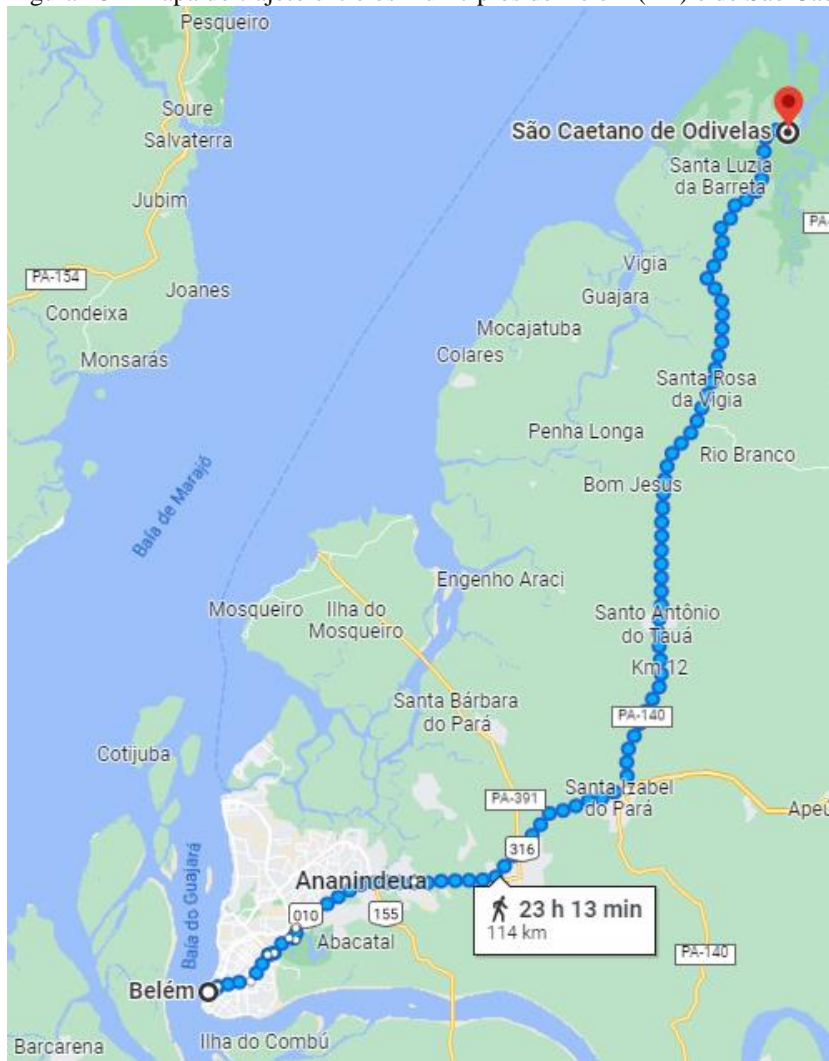 Pesqueiro
Soure
Salvaterra
São Caetano de Odivelas
Santa Luzia
da Barreta
Jubim
PA-
Vigia
PA-154
Joanes
Guajara
Condeixa
Mocajatuba
Monsarás
Colares
Santa Rosa
da Vigia
Penha Longa
Rio Branco
Bom Jesus
Baía de Marajó
Engenho Araci
Mosqueiro
Ilha do
Mosqueiro
Santo Antônio
do Tauá
Km 12
Santa Bárbara
do Pará
PA-140
Cotijuba
PA-391
Santa Izabel
do Pará
Apeú
316
Baía do Guajará
Ananindeua
23 h 13 min
114 km
010
155
Abacatal
PA-140
Belém
Ilha do Combú
Barcarena